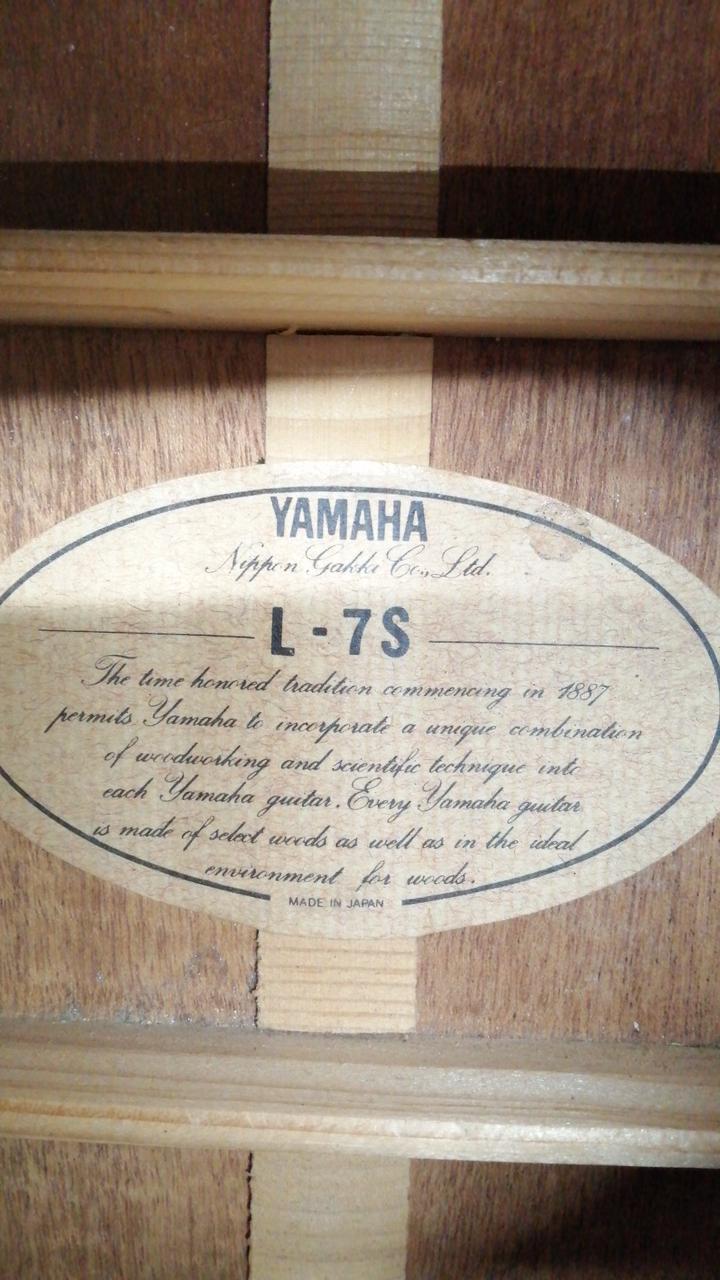 YAMAHA
Nippon Gakki Co., Ltd.
L-7S
The time honored tradition commencing in 1887
permits Yamaha to incorporate a unique combination
of woodworking and scientific technique into
each Yamaha guitar. Every Yamaha guitar
is made of select woods as well as in the ideal
environment for woods.
MADE IN JAPAN